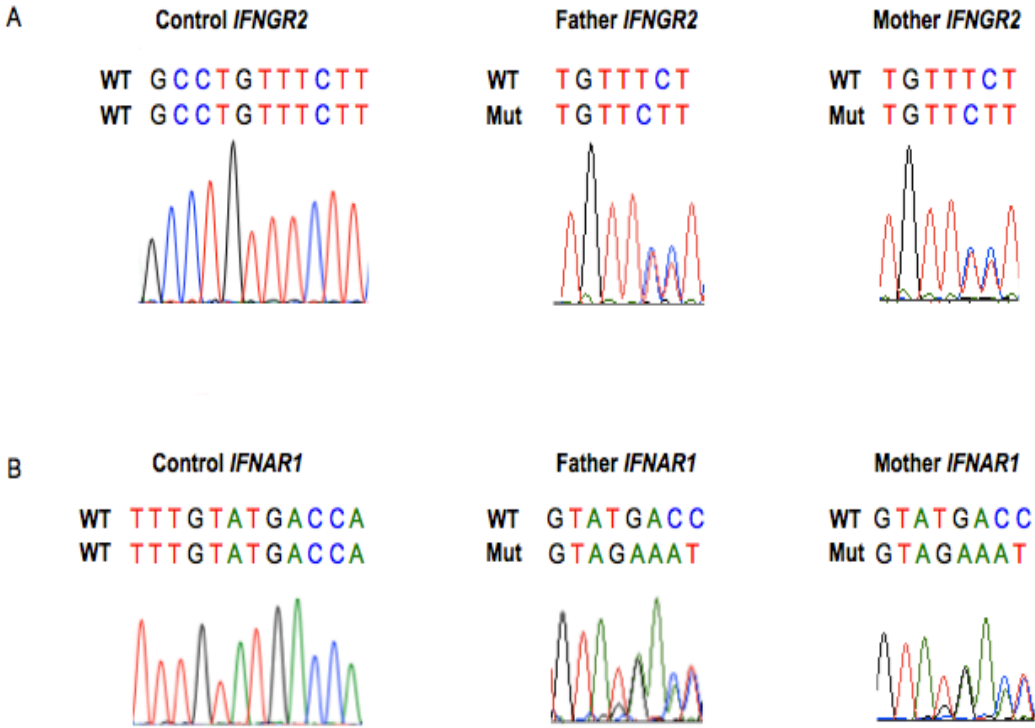 A
Control IFNGR2
Father IFNGR2
Mother IFNGR2
WT GCCTGTTTCTT
WT GCCTGTTTCTT
WT TGTTTCT
Mut TGTTCTT
WT TGTTTCT
Mut TGTTCTT
B
Control IFNAR1
Father IFNAR1
Mother IFNAR1
WT TTTGTATGACCA
WT TTTGTATGACCA
WT GTATGACC
Mut GTAGAAAT
WT GTATGACC
Mut GTAGAAAT